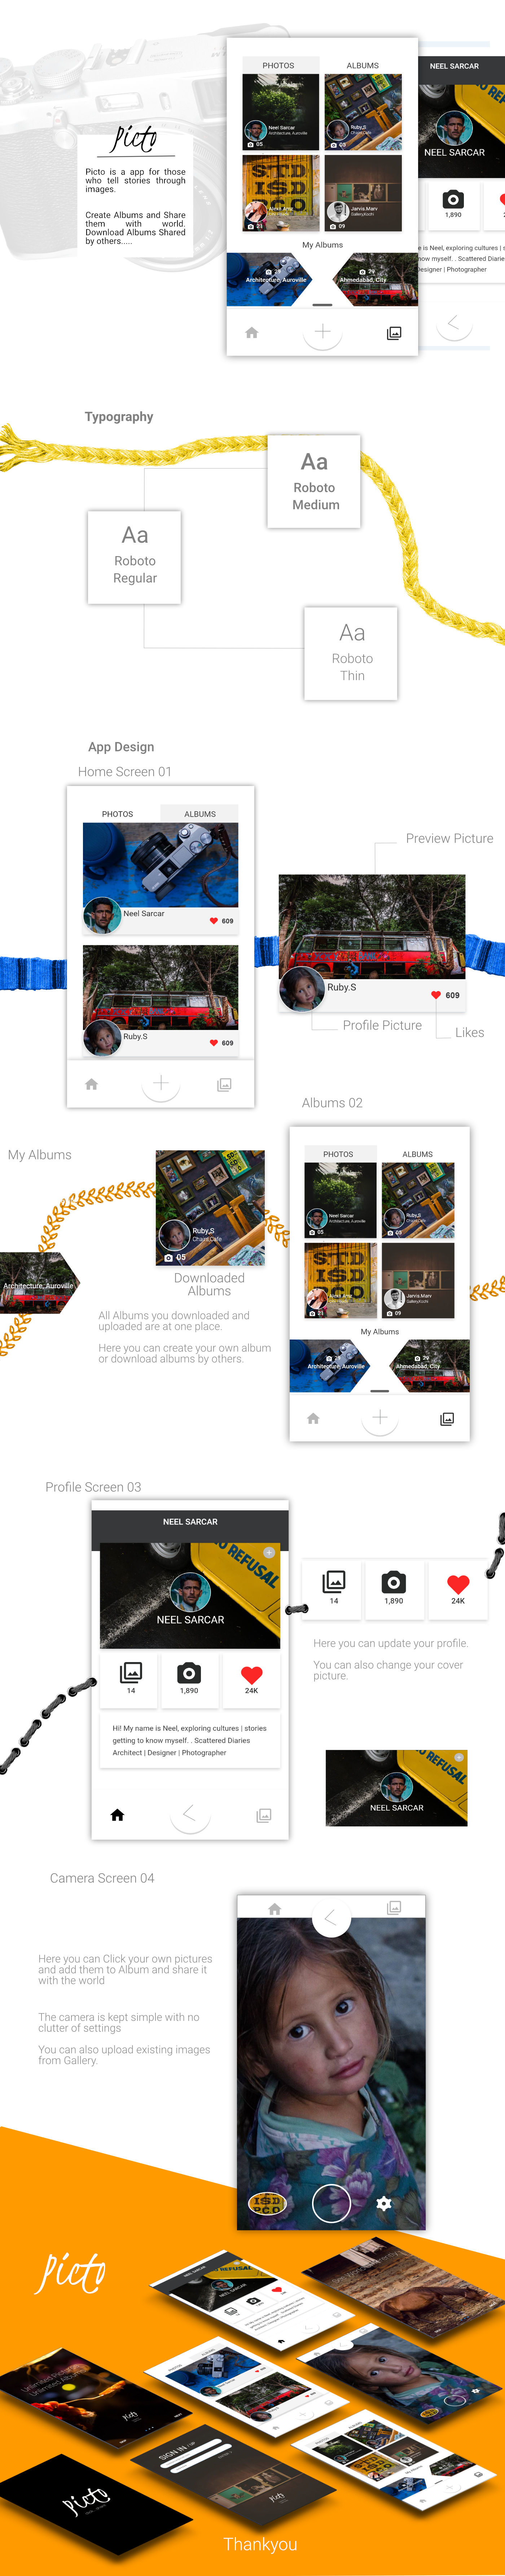 Picto
Picto is a app for those
who tell stories through
images.
Create Albums and Share
them with world.
Download Albums Shared
by others.....
PHOTOS
ALBUMS
Neel Sarcar
Architecture, Auroville
05
Ruby.S
05
21
Jarvis.Marv
Gallery,Kochi
09
My Albums
Architecture, Auroville
29
Ahmedabad, City
NEEL SARCAR
NEEL SARCAR
1,890
e is Neel, exploring cultures | s
now myself. . Scattered Diarie
esigner | Photographer
Typography
Aa
Roboto
Medium
Aa
Roboto
Regular
Aa
Roboto
Thin
App Design
Home Screen 01
PHOTOS
ALBUMS
Neel Sarcar
609
Ruby.S
609
Preview Picture
Ruby.S
609
Profile Picture
Likes
Albums 02
My Albums
Architecture, Auroville
Ruby.S
Chaini Cafe
05
Downloaded
Albums
All Albums you downloaded and
uploaded are at one place.
Here you can create your own album
or download albums by others.
PHOTOS
ALBUMS
Neel Sarcar
Architecture, Auroville
05
Ruby.S
05
STD
ISD
21
Jarvis.Marv
Gallery,Kochi
09
My Albums
Architecture, Auroville
29
Ahmedabad, City
Profile Screen 03
NEEL SARCAR
O REFUSAL
NEEL SARCAR
14
1,890
24K
Hi! My name is Neel, exploring cultures | stories
getting to know myself. . Scattered Diaries
Architect | Designer | Photographer
14
1,890
24K
Here you can update your profile.
You can also change your cover
picture.
O REFUSAL
NEEL SARCAR
Camera Screen 04
Here you can Click your own pictures
and add them to Album and share it
with the world
The camera is kept simple with no
clutter of settings
You can also upload existing images
from Gallery.
ISD
P.C.O
Picto
SIGN IN
Picto
Thankyou